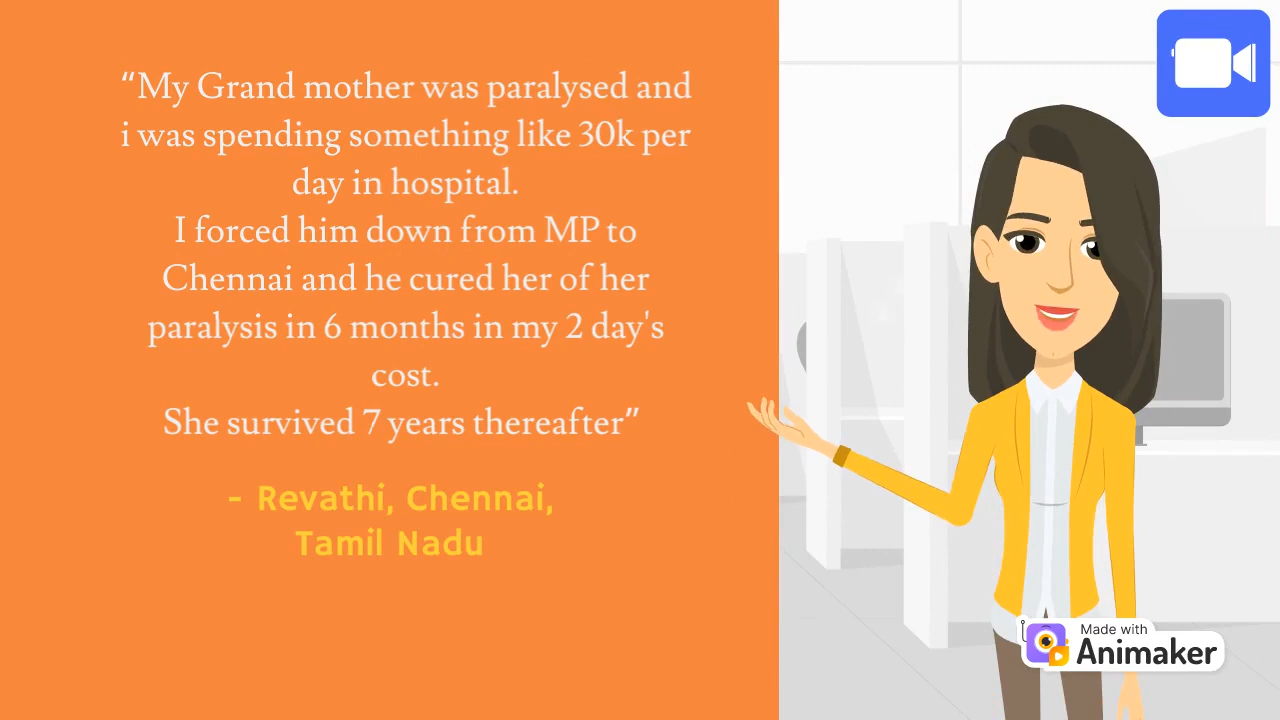 “My Grand mother was paralysed and
i was spending something like 30k per
day in hospital.
I forced him down from MP to
Chennai and he cured her of her
paralysis in 6 months in my 2 day's
cost.
She survived 7 years thereafter”
- Revathi, Chennai,
Tamil Nadu
Made with
Animaker